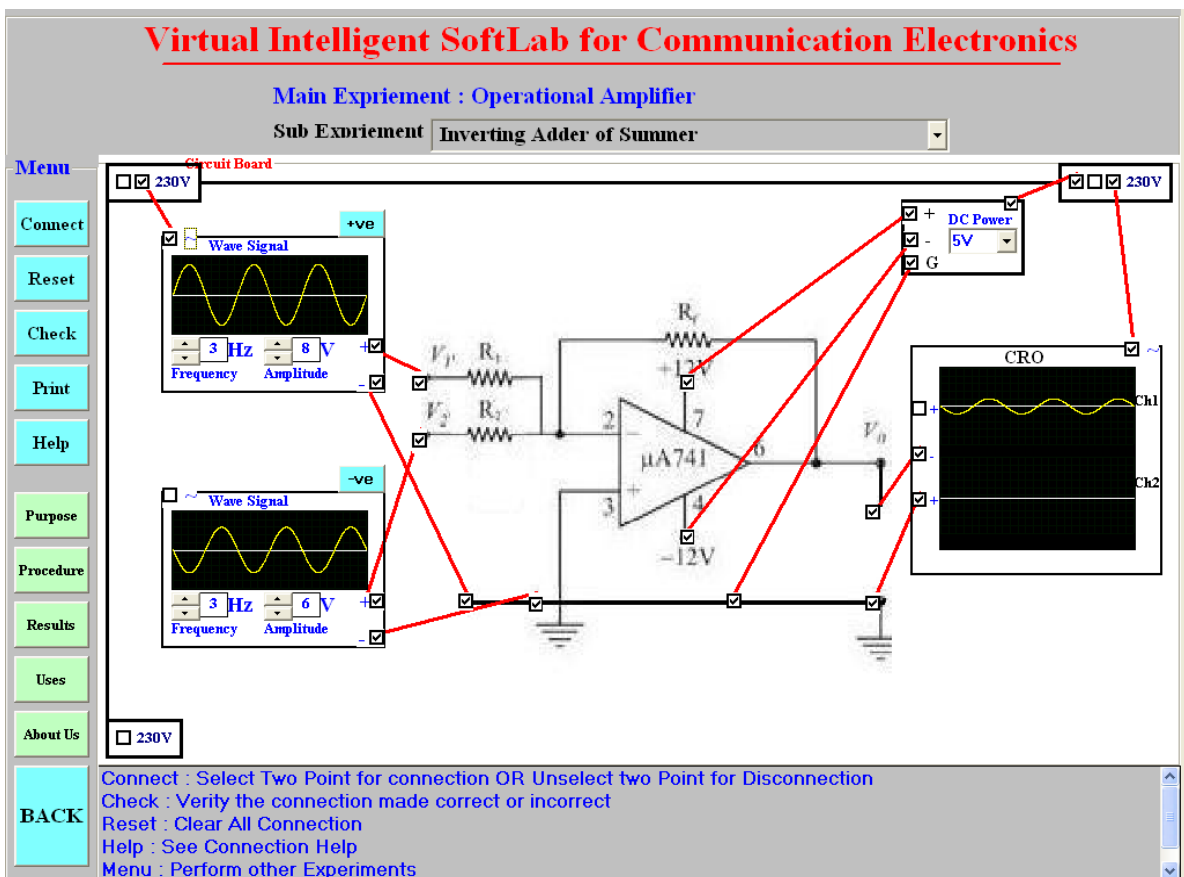 Virtual Intelligent SoftLab for Communication Electronics
Main Expriement : Operational Amplifier
Sub Expriement Inverting Adder of Summer
Menu
Connect
Reset
Check
Print
Help
Purpose
Procedure
Results
Uses
About Us
BACK
Circuit Board
230V
230V
+ve
~ Wave Signal
3 Hz 8 V +
Frequency Amplitude -
-ve
~ Wave Signal
3 Hz 6 V +
Frequency Amplitude -
230V
+ DC Power
- 5V
G
V1 R1
V2 R2
Rf
+12V
2 − 7
μA741 6
3 + 4
−12V
V0
~
CRO
+ Ch1
-
+ Ch2
Connect : Select Two Point for connection OR Unselect two Point for Disconnection
Check : Verify the connection made correct or incorrect
Reset : Clear All Connection
Help : See Connection Help
Menu : Perform other Experiments